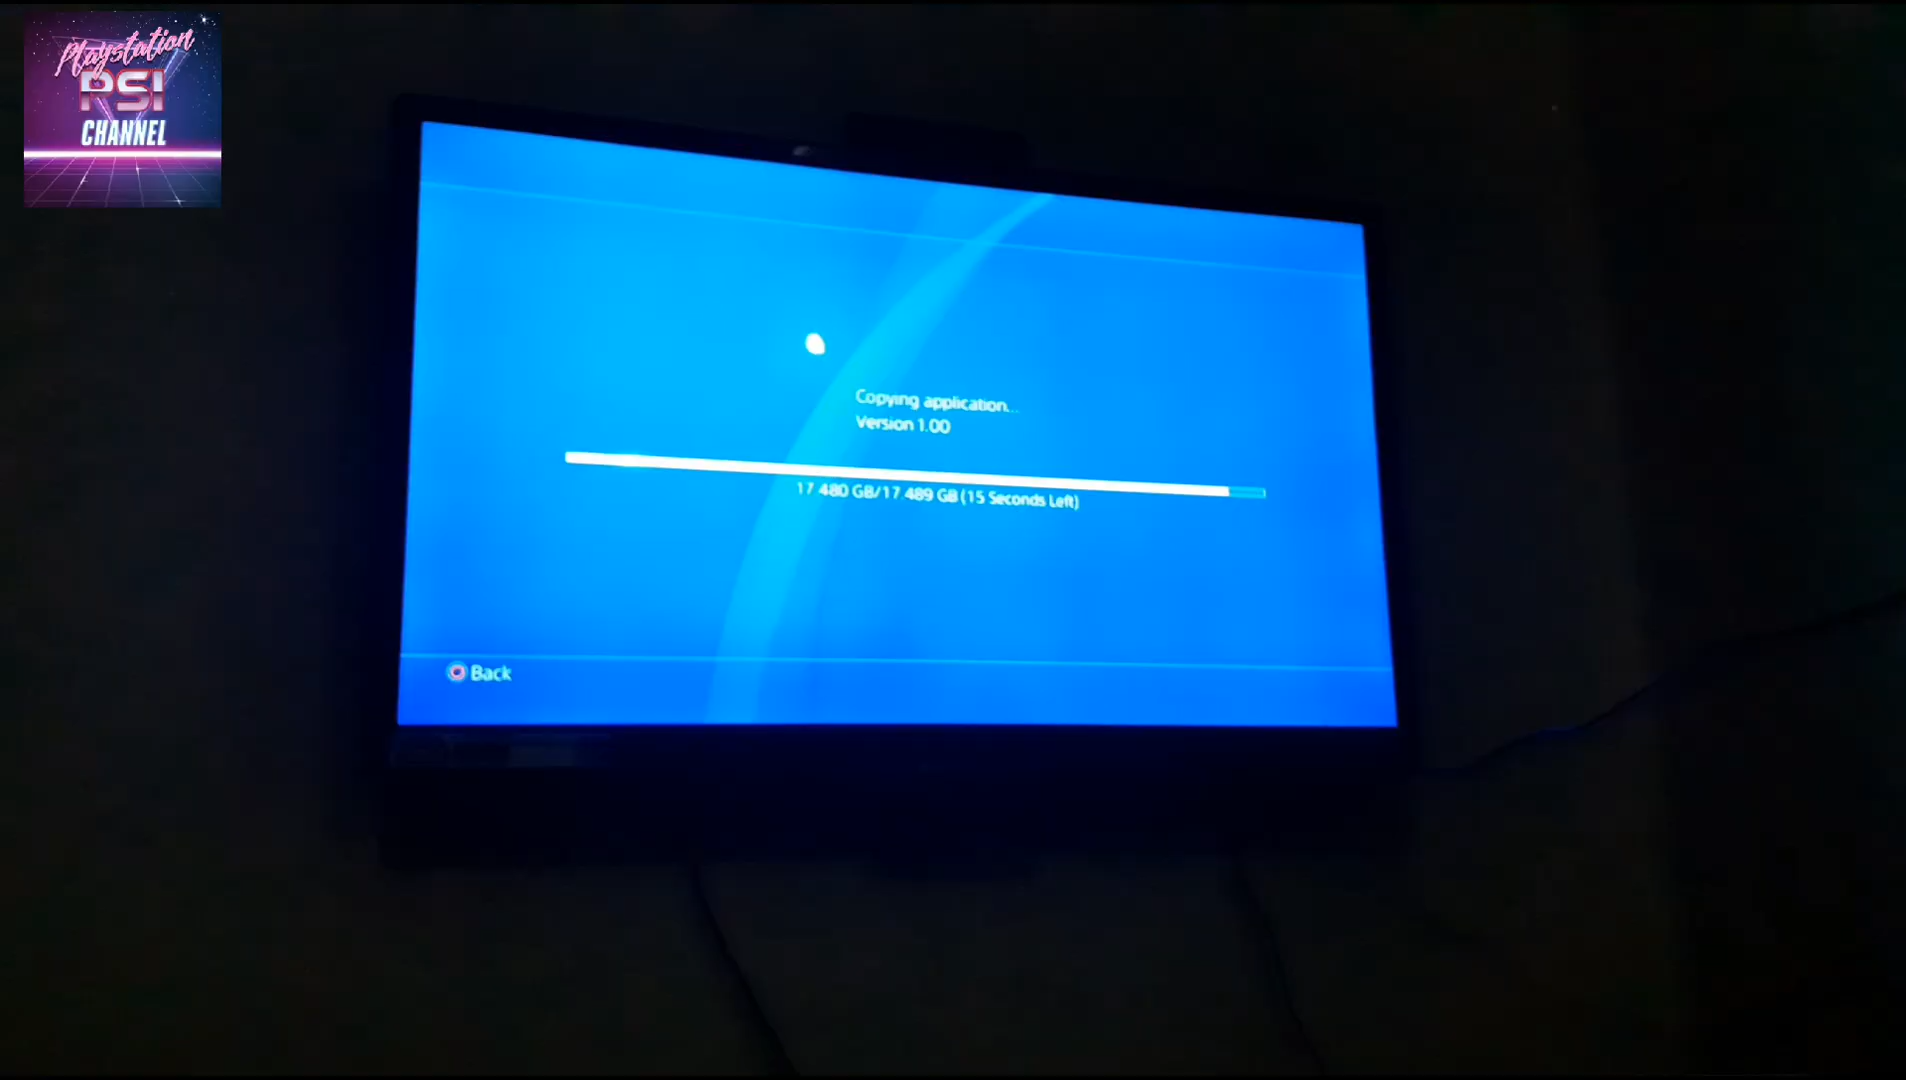 Playstation
PSI
CHANNEL
Copying application...
Version 1.00
17.480 GB/17.489 GB (15 Seconds Left)
Back